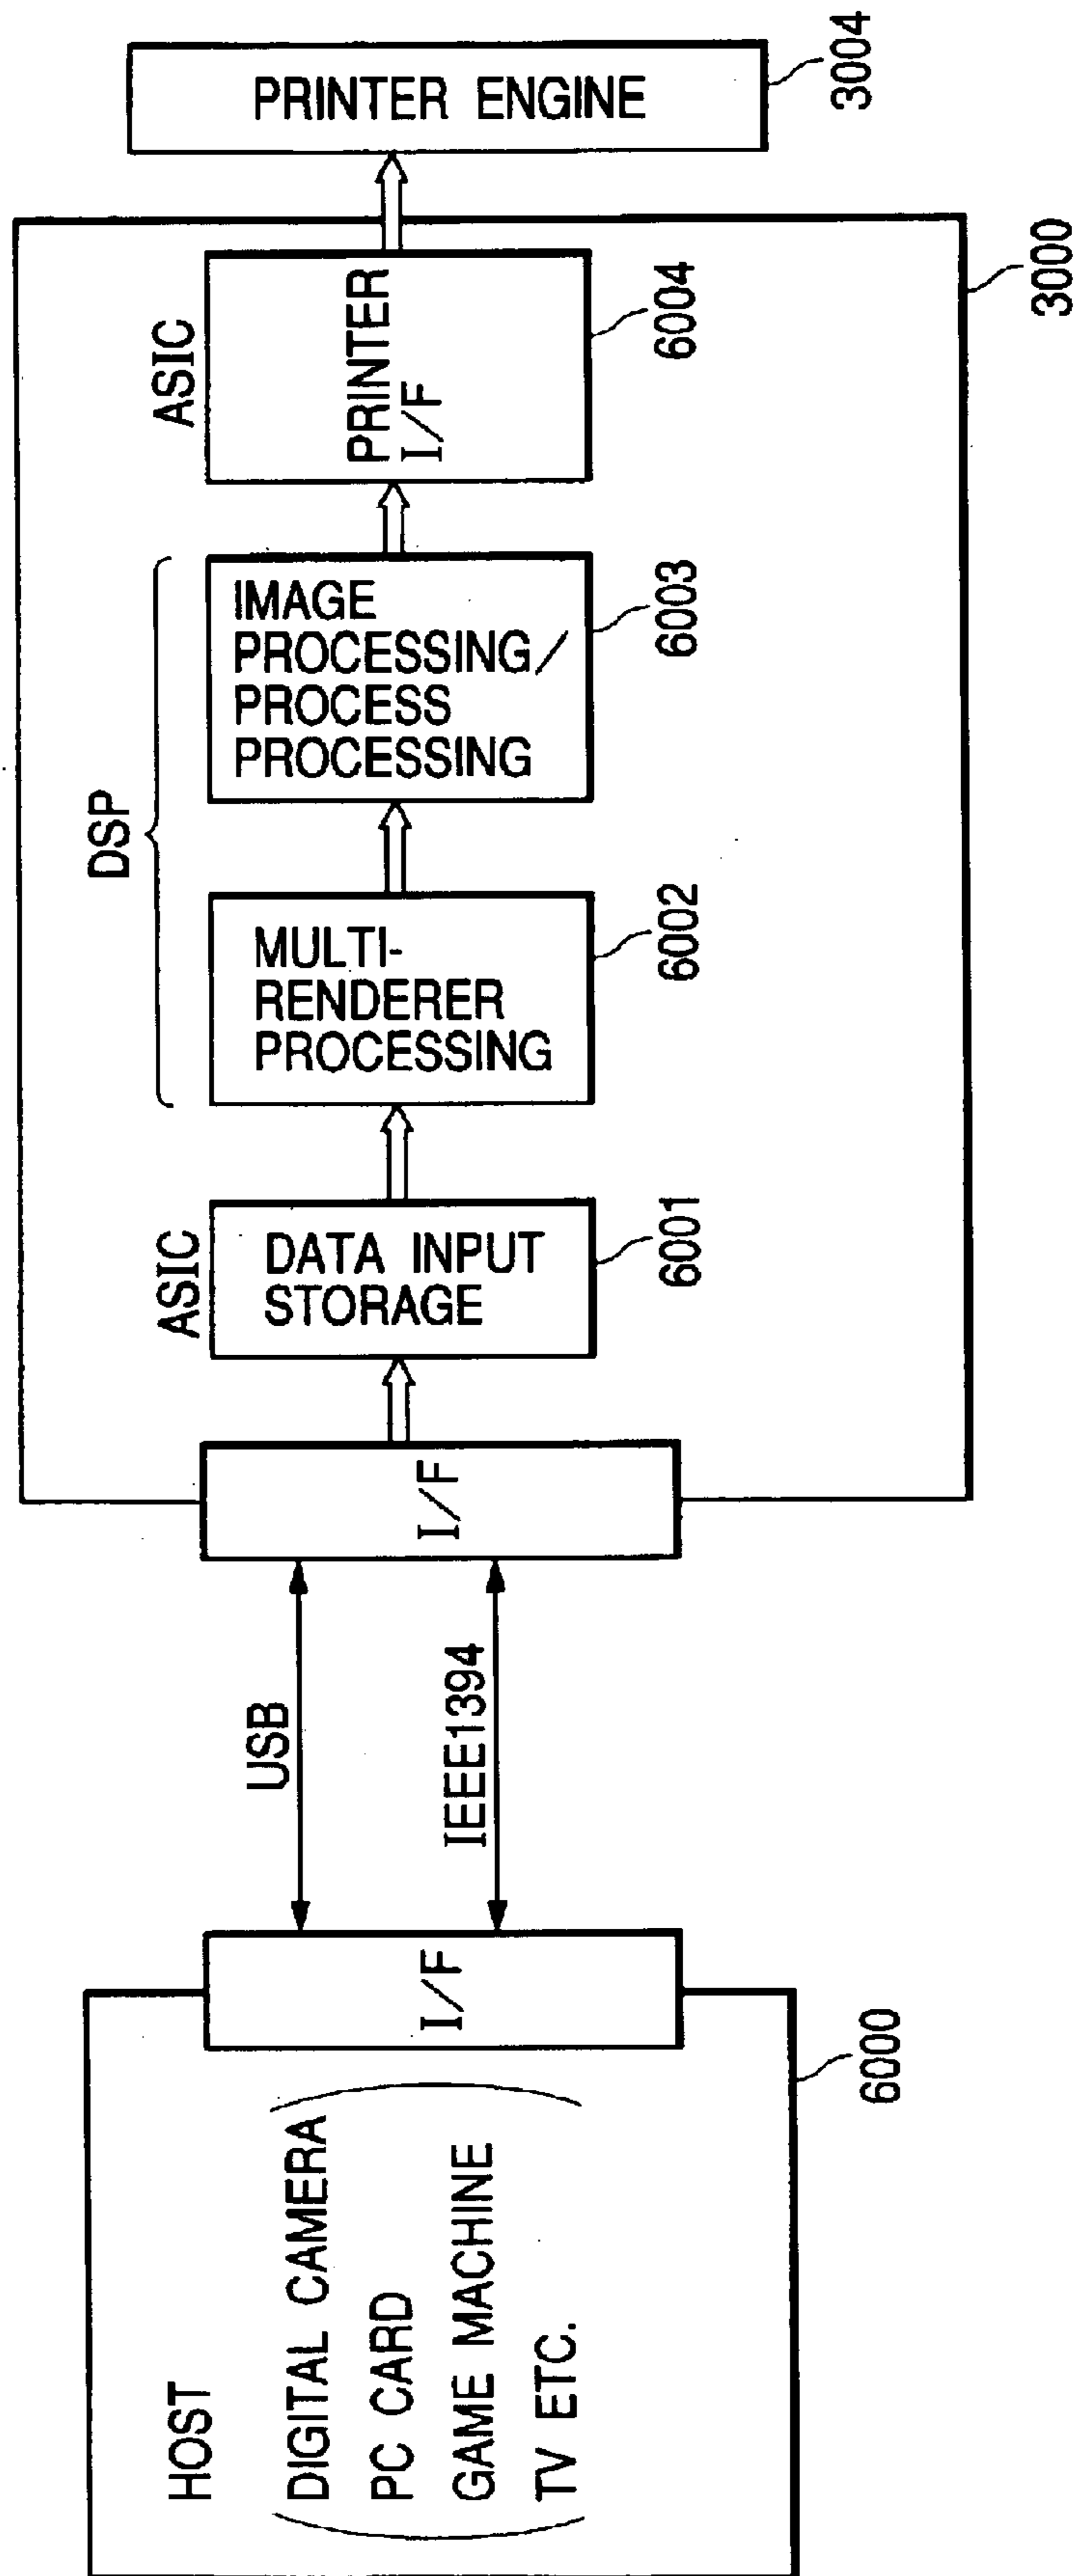 HOST
DIGITAL CAMERA
PC CARD
GAME MACHINE
TV ETC.
6000
I/F
USB
IEEE1394
I/F
ASIC
DATA INPUT
STORAGE
6001
DSP
MULTI-
RENDERER
PROCESSING
6002
IMAGE
PROCESSING/
PROCESS
PROCESSING
6003
ASIC
PRINTER
I/F
6004
3000
PRINTER ENGINE
3004